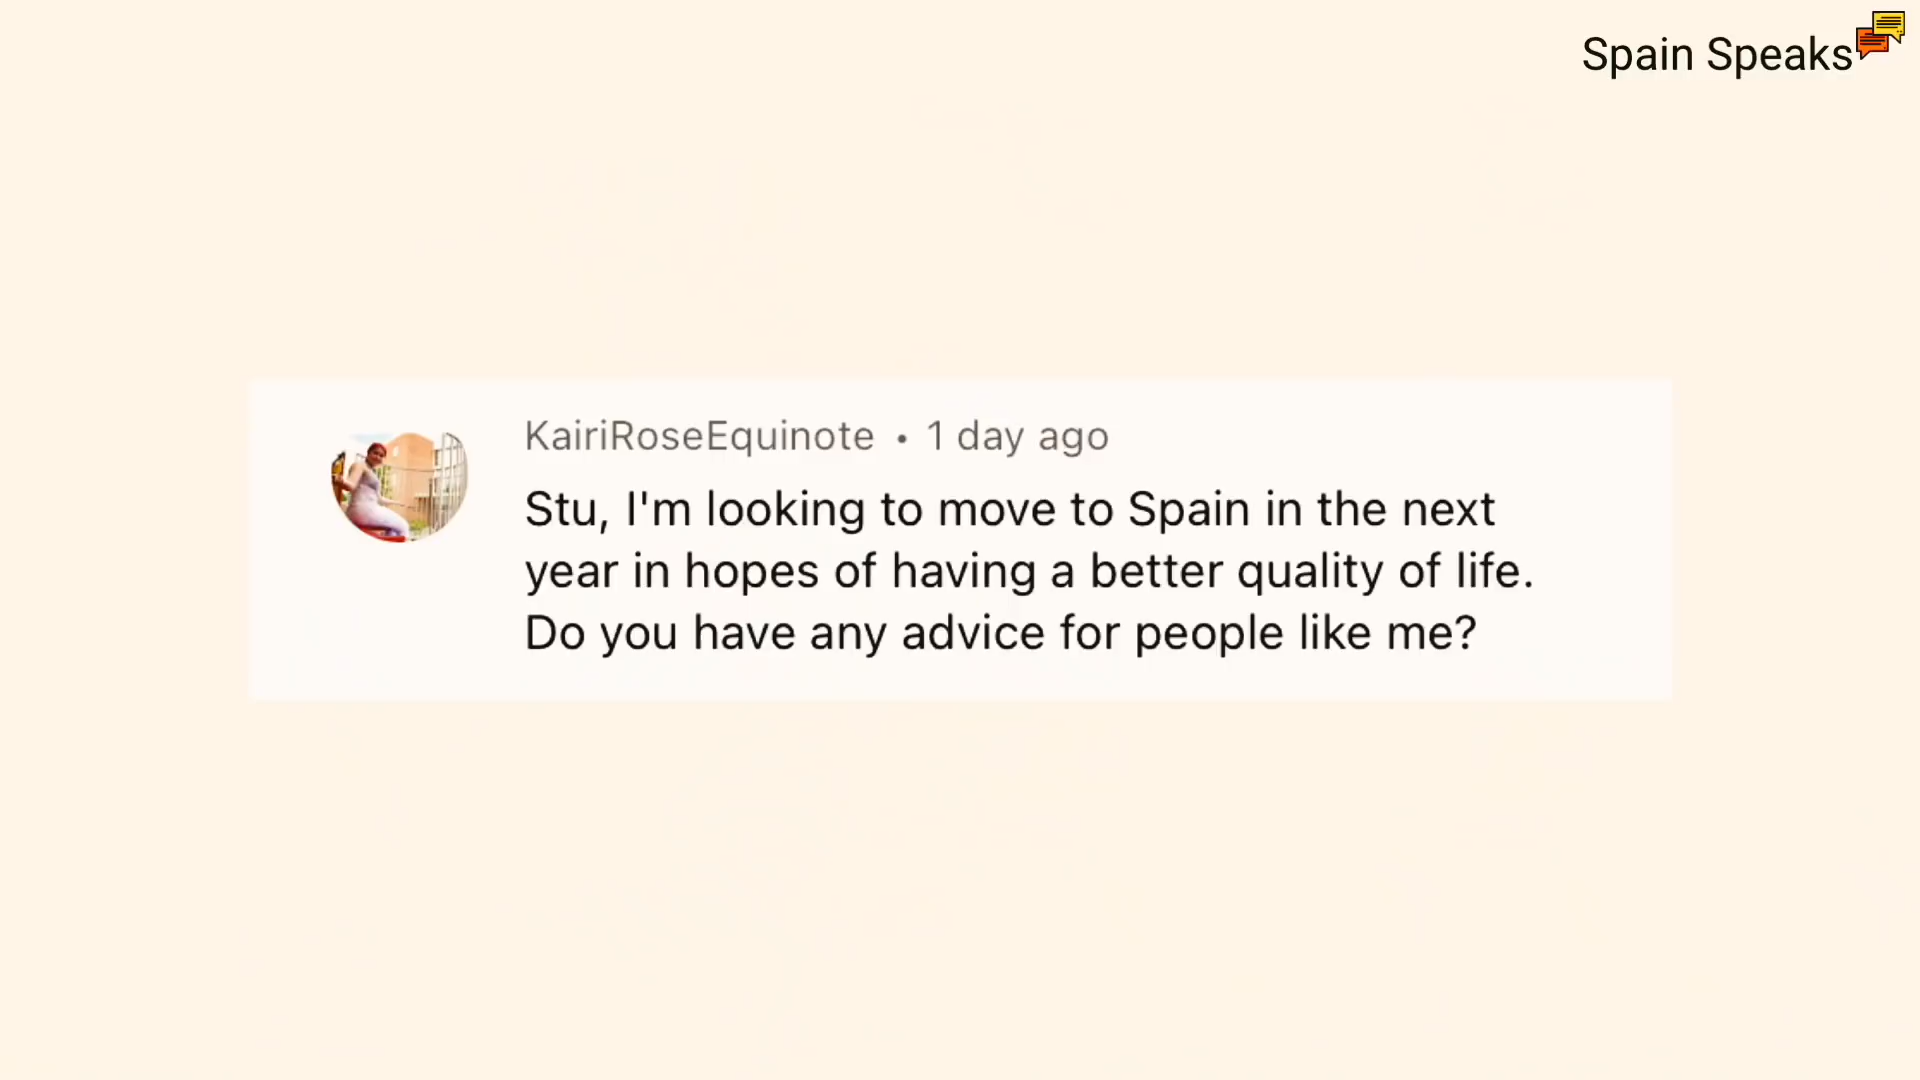 Spain Speaks
KairiRoseEquinote • 1 day ago
Stu, I'm looking to move to Spain in the next
year in hopes of having a better quality of life.
Do you have any advice for people like me?